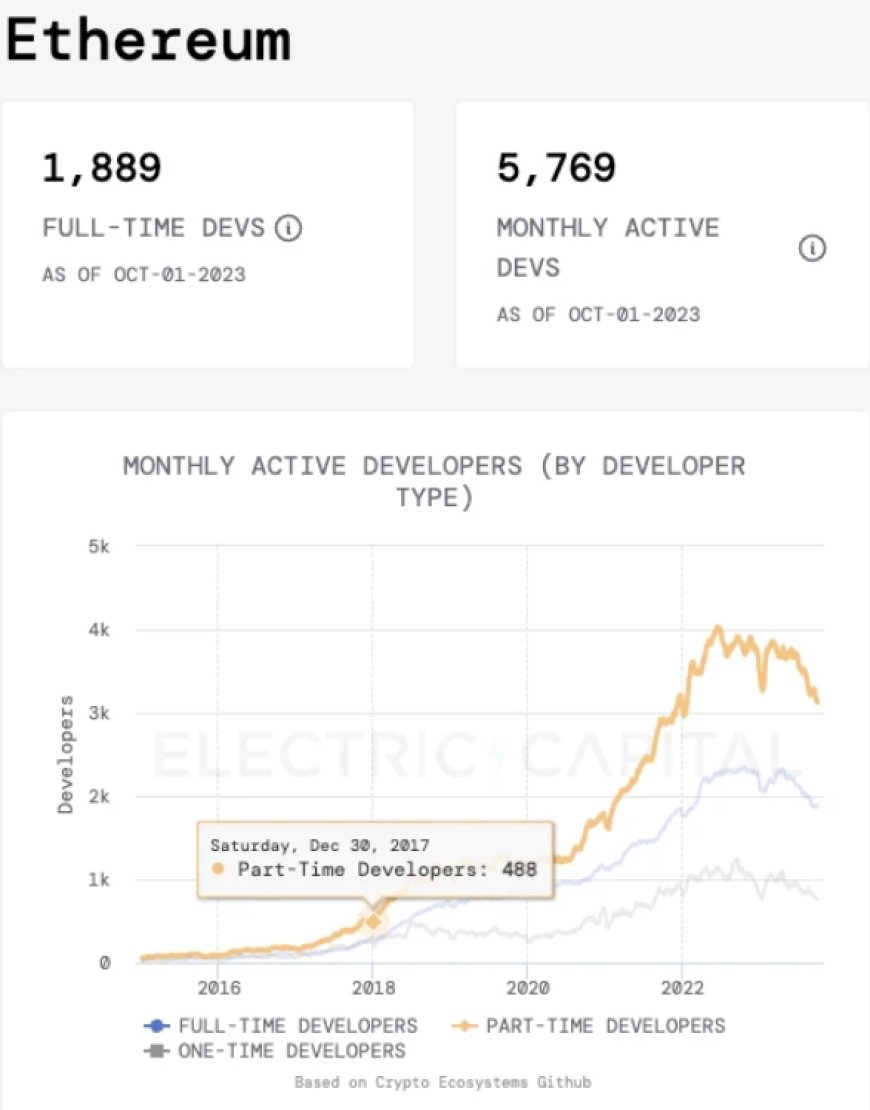 Ethereum
1,889
FULL-TIME DEVS
AS OF OCT-01-2023
5,769
MONTHLY ACTIVE
DEVS
AS OF OCT-01-2023
MONTHLY ACTIVE DEVELOPERS (BY DEVELOPER
TYPE)
5k
4k
3k
2k
1k
0
Developers
ELECTRIC CAPITAL
Saturday, Dec 30, 2017
Part-Time Developers: 488
2016 2018 2020 2022
FULL-TIME DEVELOPERS PART-TIME DEVELOPERS
ONE-TIME DEVELOPERS
Based on Crypto Ecosystems Github